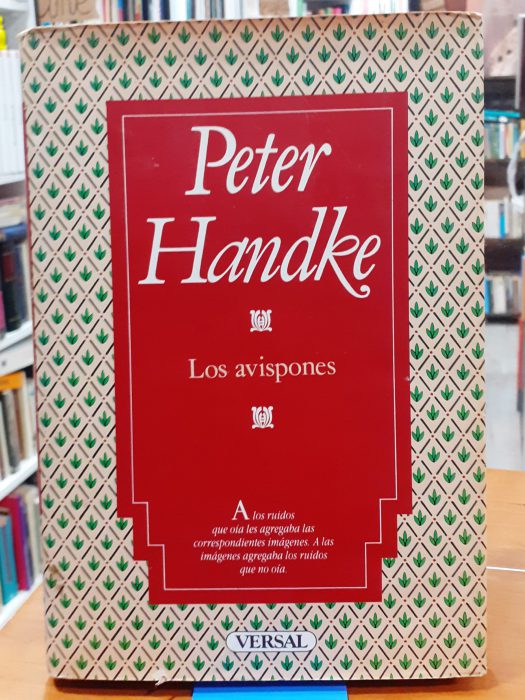 Peter
Handke
Los avispones
A los ruidos
que oía les agregaba las
correspondientes imágenes. A las
imágenes agregaba los ruidos
que no oía.
VERSAL